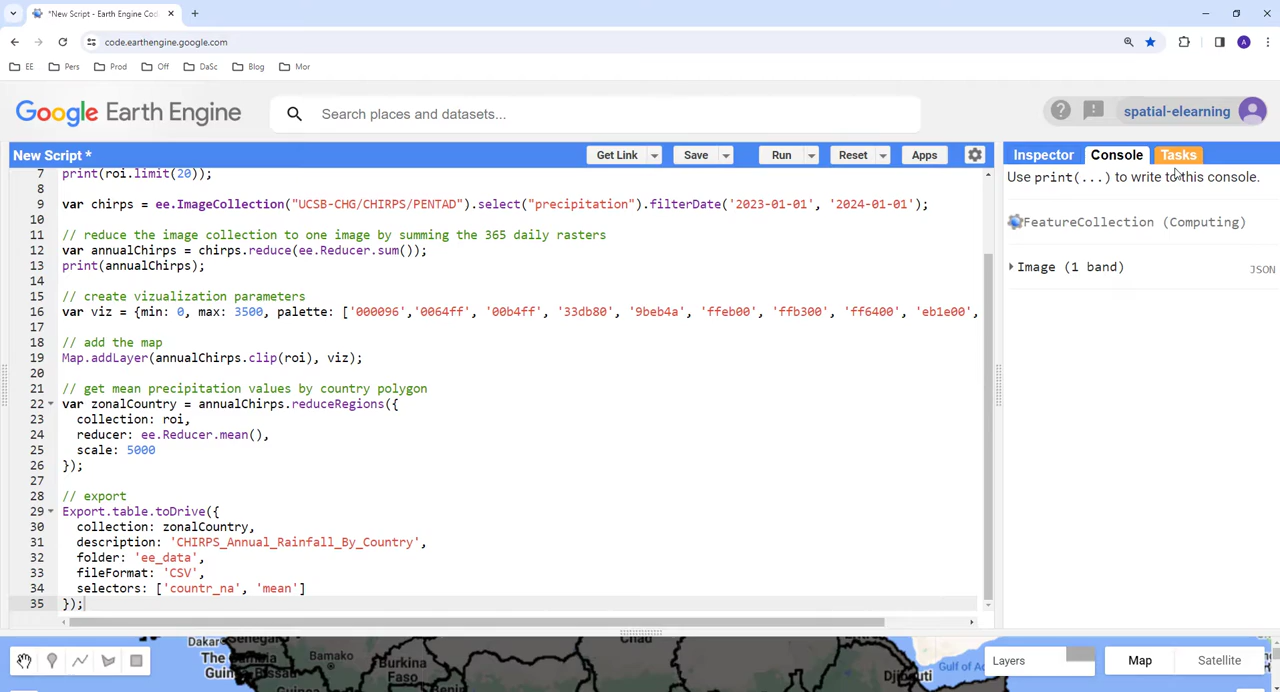 *New Script - Earth Engine Cod
code.earthengine.google.com
A
EE
Pers
Prod
Off
DaSc
Blog
Mor
Google Earth Engine
Search places and datasets...
spatial-elearning
New Script *
Get Link
Save
Run
Reset
Apps
Inspector
Console
Tasks
7 print(roi.limit(20));
8
9 var chirps = ee.ImageCollection("UCSB-CHG/CHIRPS/PENTAD").select("precipitation").filterDate('2023-01-01', '2024-01-01');
10
11 // reduce the image collection to one image by summing the 365 daily rasters
12 var annualChirps = chirps.reduce(ee.Reducer.sum());
13 print(annualChirps);
14
15 // create vizualization parameters
16 var viz = {min: 0, max: 3500, palette: ['000096','0064ff', '00b4ff', '33db80', '9beb4a', 'ffeb00', 'ffb300', 'ff6400', 'eb1e00',
17
18 // add the map
19 Map.addLayer(annualChirps.clip(roi), viz);
20
21 // get mean precipitation values by country polygon
22 var zonalCountry = annualChirps.reduceRegions({
23 collection: roi,
24 reducer: ee.Reducer.mean(),
25 scale: 5000
26 });
27
28 // export
29 Export.table.toDrive({
30 collection: zonalCountry,
31 description: 'CHIRPS_Annual_Rainfall_By_Country',
32 folder: 'ee_data',
33 fileFormat: 'CSV',
34 selectors: ['countr_na', 'mean']
35 });
Use print(...) to write to this console.
FeatureCollection (Computing)
Image (1 band)
JSON
Dakar
Senegal
The Gambia
Bamako
Burkina
Faso
Chad
Djibouti
Gulf of
Guinea
Benin
Layers
Map
Satellite